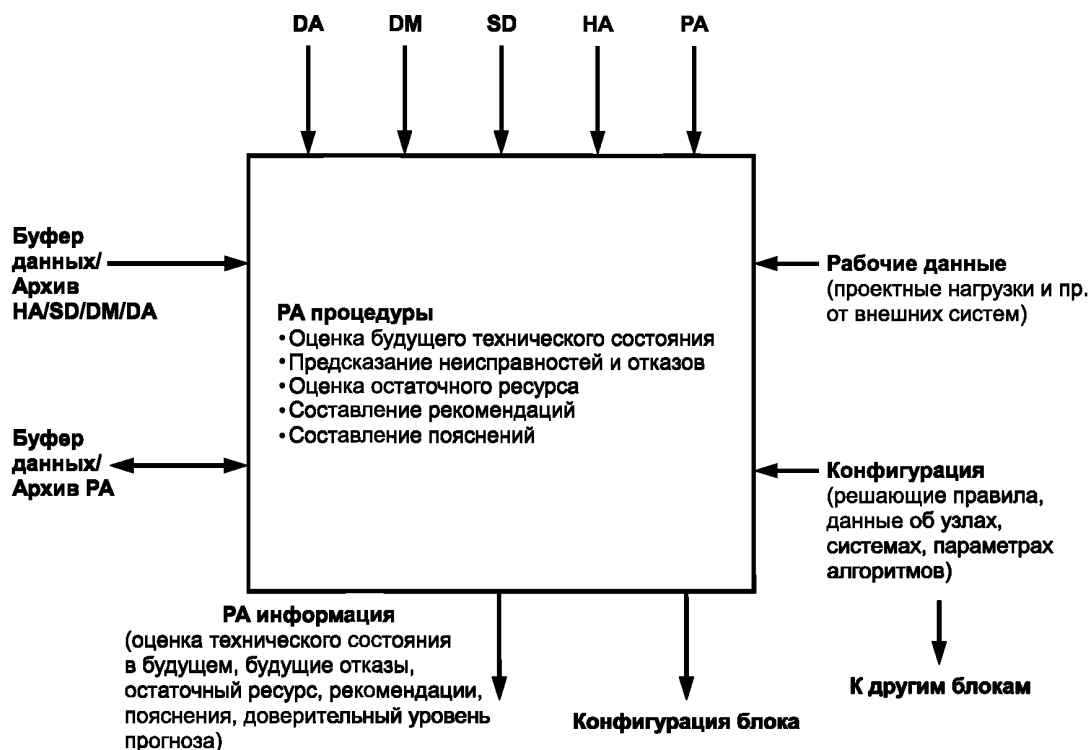 DA DM SD HA PA
Буфер
данных/
Архив
HA/SD/DM/DA
Рабочие данные
(проектные нагрузки и пр.
от внешних систем)
PA процедуры
•Оценка будущего технического состояния
•Предсказание неисправностей и отказов
•Оценка остаточного ресурса
•Составление рекомендаций
•Составление пояснений
Буфер
данных/
Архив PA
Конфигурация
(решающие правила,
данные об узлах,
системах, параметрах
алгоритмов)
PA информация
(оценка технического состояния
в будущем, будущие отказы,
остаточный ресурс, рекомендации,
пояснения, доверительный уровень
прогноза)
Конфигурация блока
К другим блокам